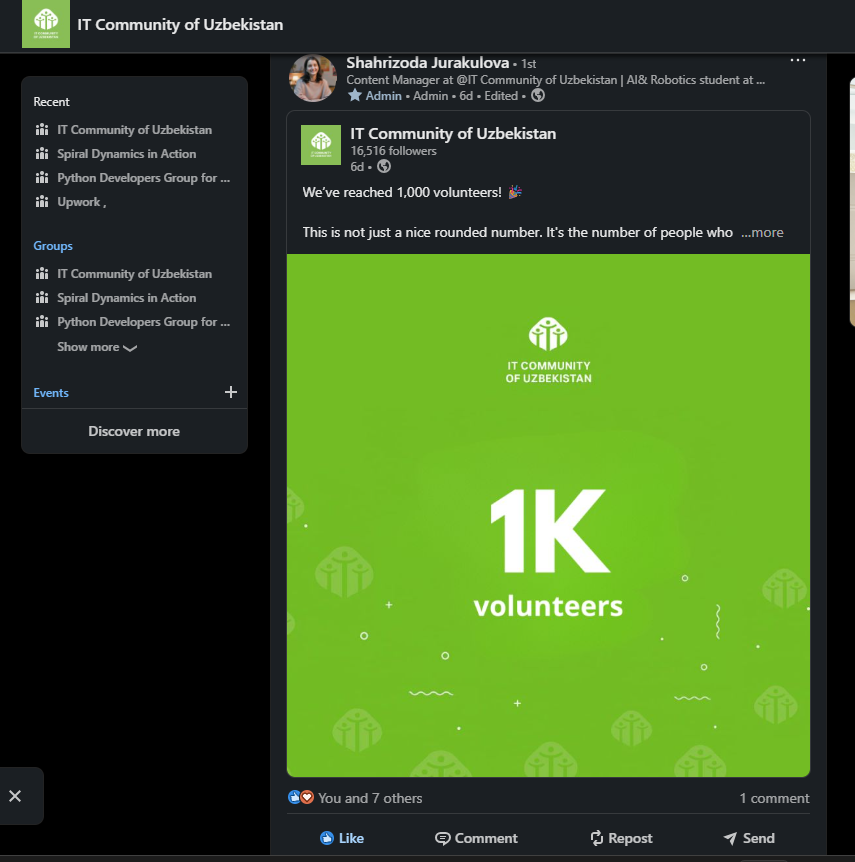 IT Community of Uzbekistan
Recent
IT Community of Uzbekistan
Spiral Dynamics in Action
Python Developers Group for ...
Upwork ,
Groups
IT Community of Uzbekistan
Spiral Dynamics in Action
Python Developers Group for ...
Show more
Events
Discover more
Shahrizoda Jurakulova • 1st
Content Manager at @IT Community of Uzbekistan | AI& Robotics student at ...
Admin • Admin • 6d • Edited •
IT Community of Uzbekistan
16,516 followers
6d •
We've reached 1,000 volunteers! 🎉
This is not just a nice rounded number. It's the number of people who ...more
IT COMMUNITY
OF UZBEKISTAN
1K
volunteers
You and 7 others
1 comment
Like
Comment
Repost
Send